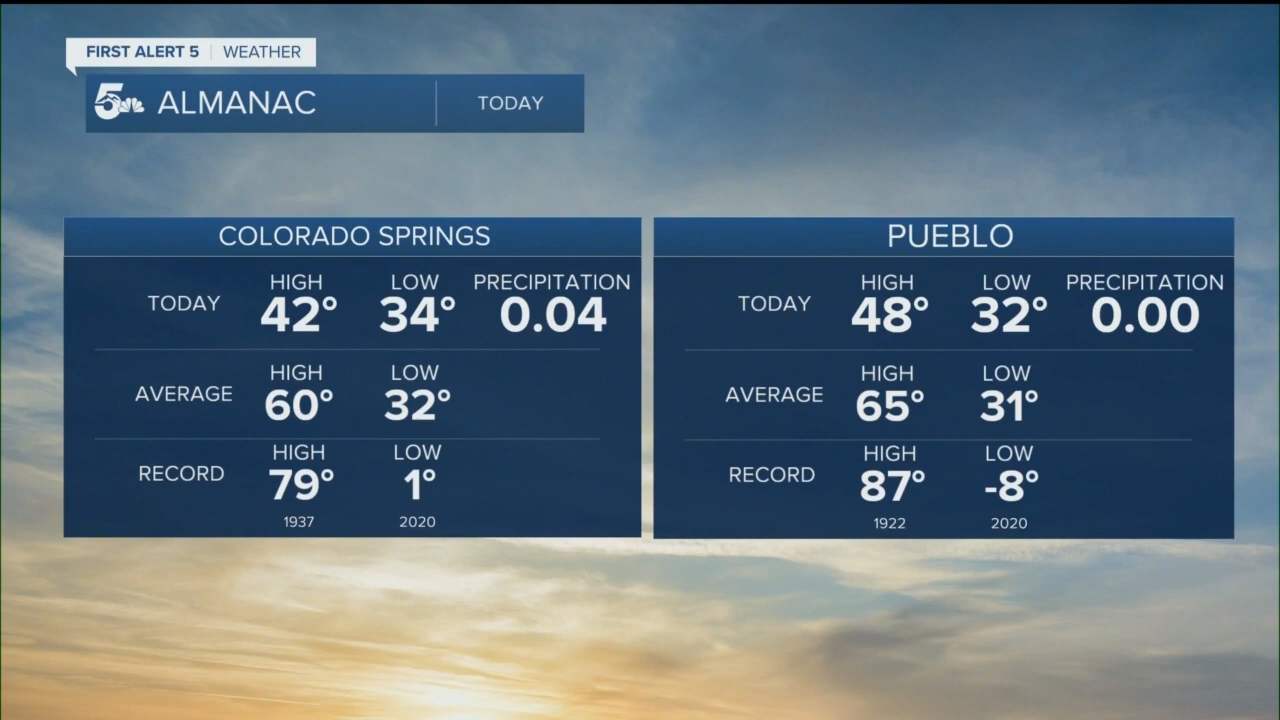 FIRST ALERT 5 | WEATHER
5 ALMANAC TODAY
COLORADO SPRINGS
HIGH LOW PRECIPITATION
TODAY 42° 34° 0.04
HIGH LOW
AVERAGE 60° 32°
HIGH LOW
RECORD 79° 1°
1937 2020
PUEBLO
HIGH LOW PRECIPITATION
TODAY 48° 32° 0.00
HIGH LOW
AVERAGE 65° 31°
HIGH LOW
RECORD 87° -8°
1922 2020